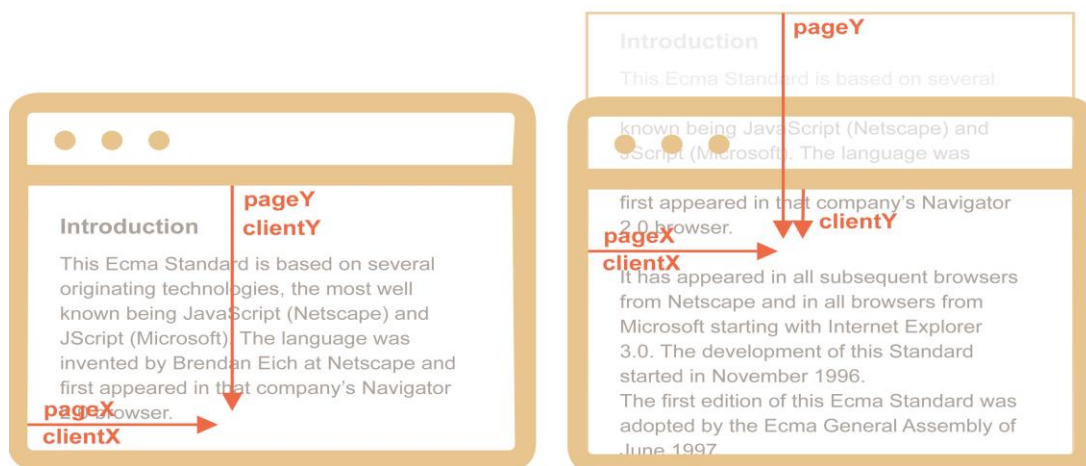 pageY
clientY
Introduction
This Ecma Standard is based on several
originating technologies, the most well
known being JavaScript (Netscape) and
JScript (Microsoft). The language was
invented by Brendan Eich at Netscape and
first appeared in that company's Navigator
2.0 browser.
pageX
clientX
pageY
Introduction
This Ecma Standard is based on several
known being JavaScript (Netscape) and
JScript (Microsoft). The language was
first appeared in that company's Navigator
2.0 browser.
clientY
pageX
clientX
It has appeared in all subsequent browsers
from Netscape and in all browsers from
Microsoft starting with Internet Explorer
3.0. The development of this Standard
started in November 1996.
The first edition of this Ecma Standard was
adopted by the Ecma General Assembly of
June 1997